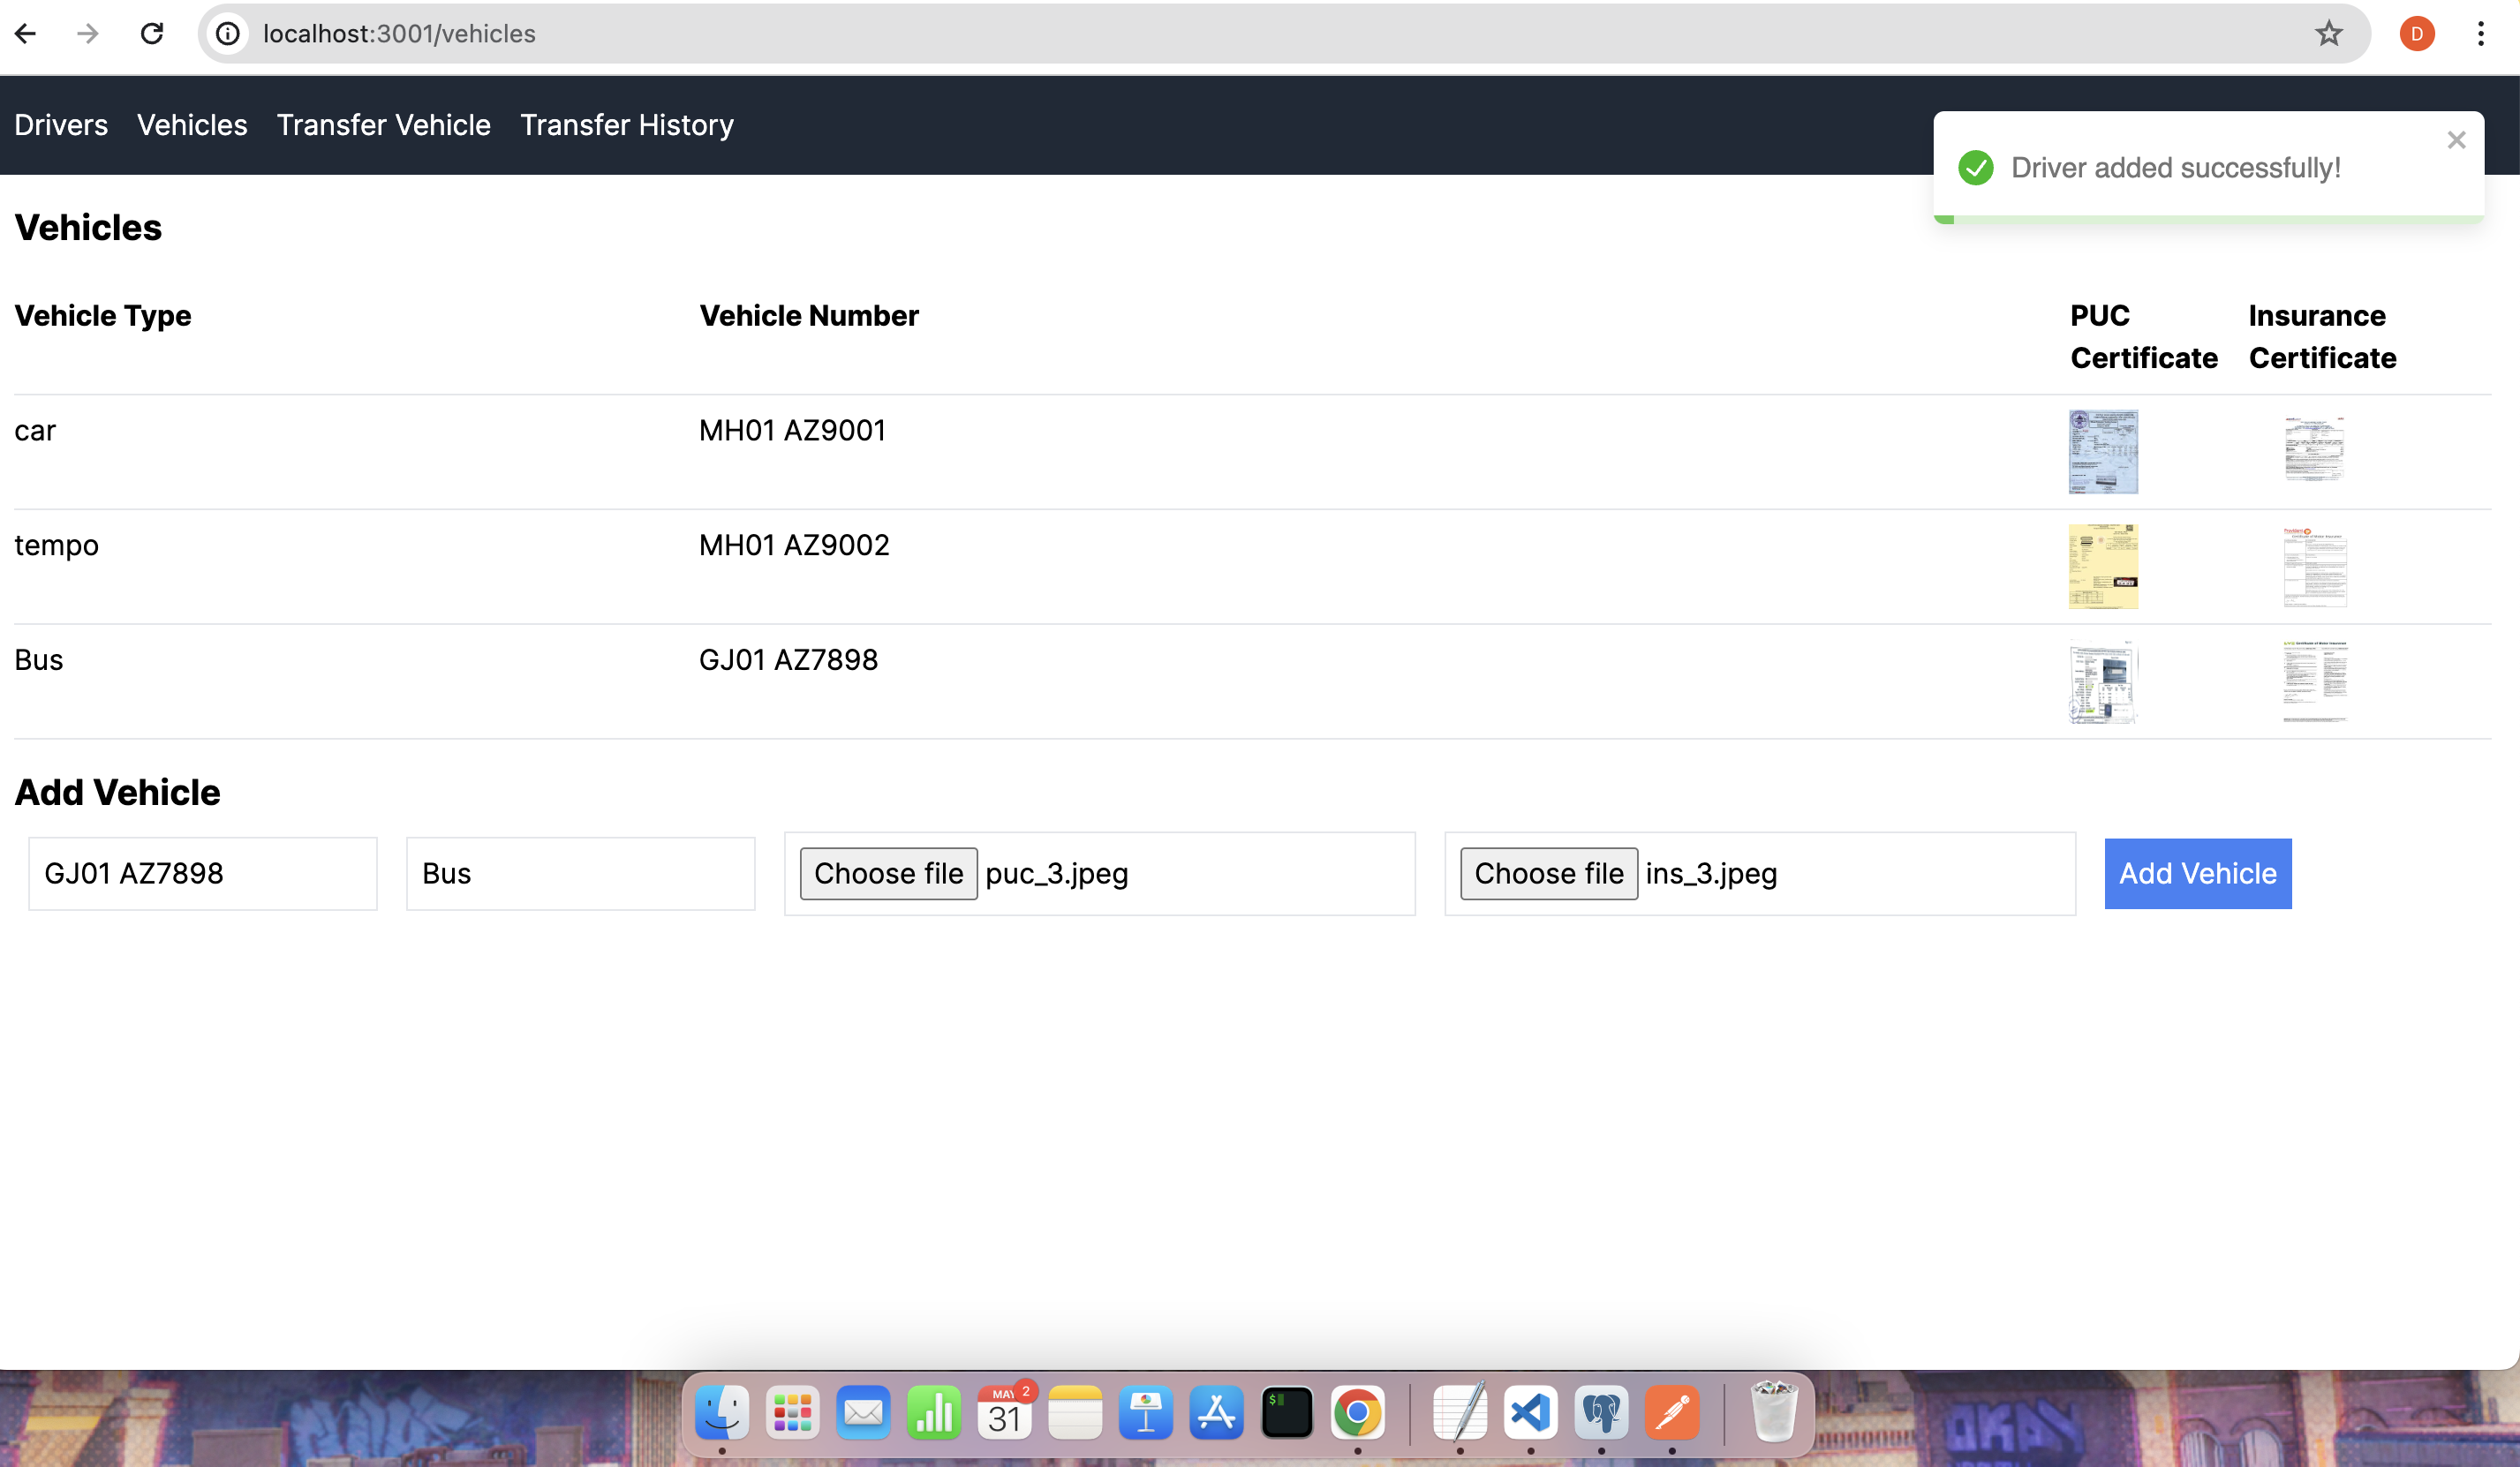 localhost:3001/vehicles
D
Drivers Vehicles Transfer Vehicle Transfer History
Driver added successfully!
Vehicles
Vehicle Type Vehicle Number PUC Certificate Insurance Certificate
car MH01 AZ9001
tempo MH01 AZ9002
Bus GJ01 AZ7898
Add Vehicle
GJ01 AZ7898 Bus Choose file puc_3.jpeg Choose file ins_3.jpeg Add Vehicle
MAY 2
31
OKAY